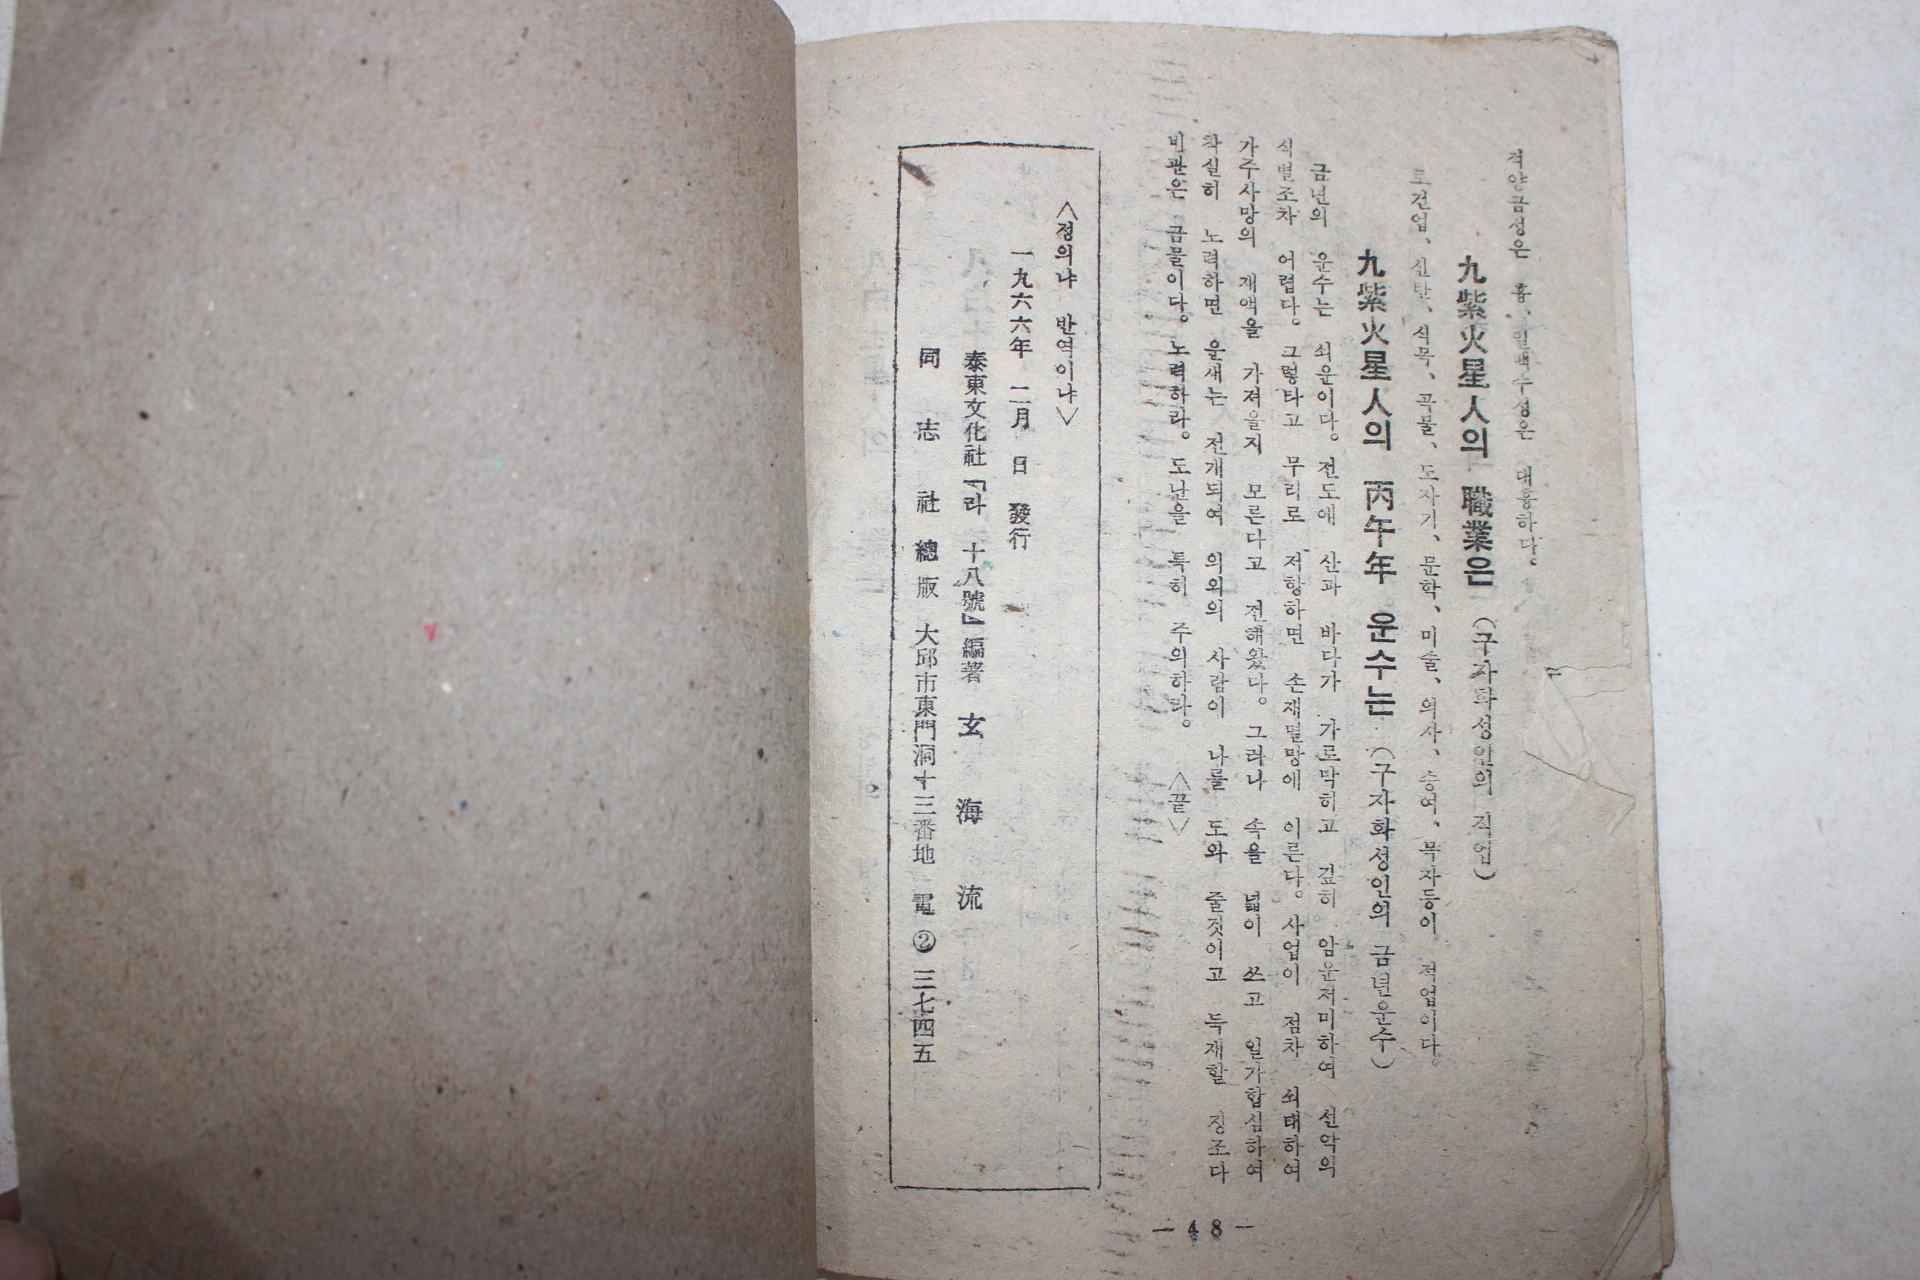 적양금성은 흉、일백수성은 대흉하다。
九紫火星人의 職業은 (구자화성인의 직업)
토건업、신탄、식목、곡물、도자기、문학、미술、의사、승여、목자등이 적업이다。
九紫火星人의 丙午年 운수는 (구자화성인의 금년운수)
금년의 운수는 쇠운이다。전도에 산과 바다가 가로막히고 깊히 암운저미하여 선악의
식별조차 어렵다。그렇타고 무리로 저항하면 손재멸망에 이른다。사업이 점차 쇠대하여
가주사망의 재액을 가져올지 모른다고 전해왔다。그러나 속을 넓이 쓰고 일가합심하여
착실히 노력하면 운새는 전개되여 의외의 사람이 나를 도와 줄것이고 득재할 징조다
비관은 금물이다。노력하라。도난을 특히 주의하라。 〈끝〉
〈정의냐 반역이냐〉
一九六六年 二月 日 發行
泰東文化社『라 十八號』編著 玄海流
同志社 總版 大邱市東門洞十三番地 電②三七四五
—48—